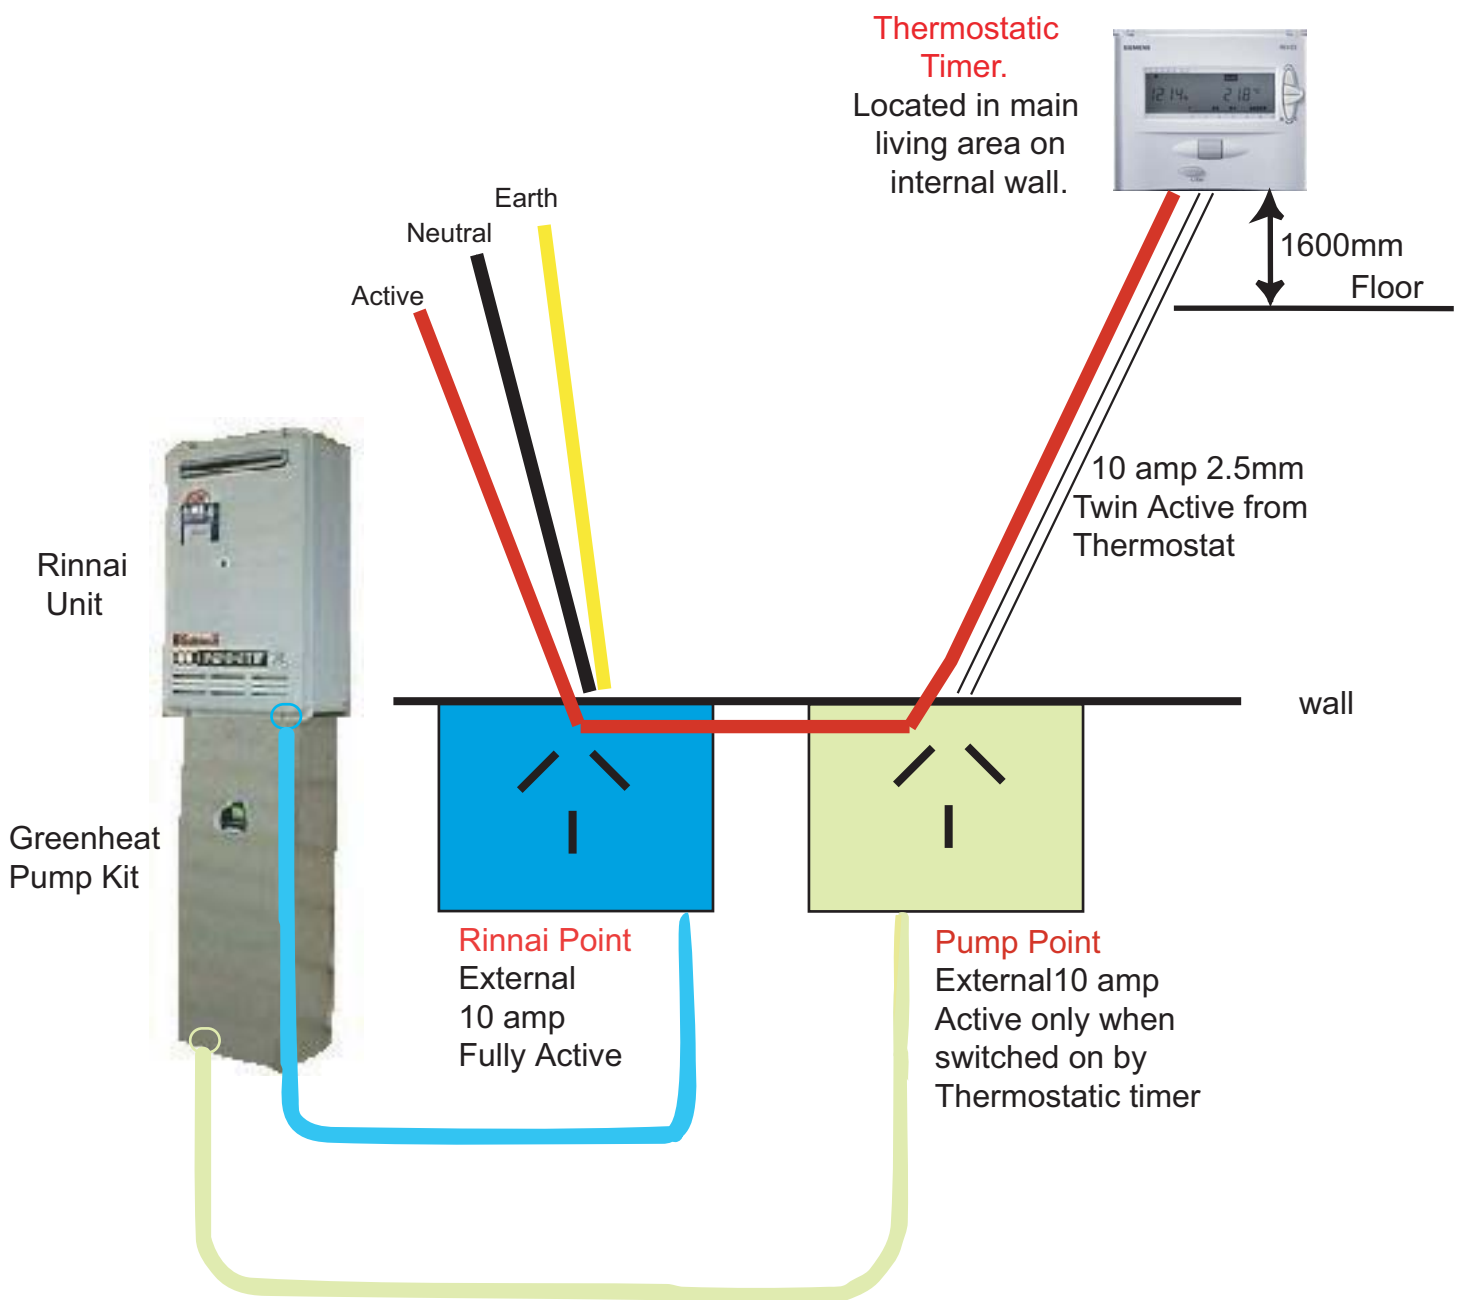 Thermostatic
Timer.
Located in main
living area on
internal wall.
SIEMENS
1600mm
Floor
Earth
Neutral
Active
10 amp 2.5mm
Twin Active from
Thermostat
Rinnai
Unit
wall
Greenheat
Pump Kit
Rinnai Point
External
10 amp
Fully Active
Pump Point
External10 amp
Active only when
switched on by
Thermostatic timer